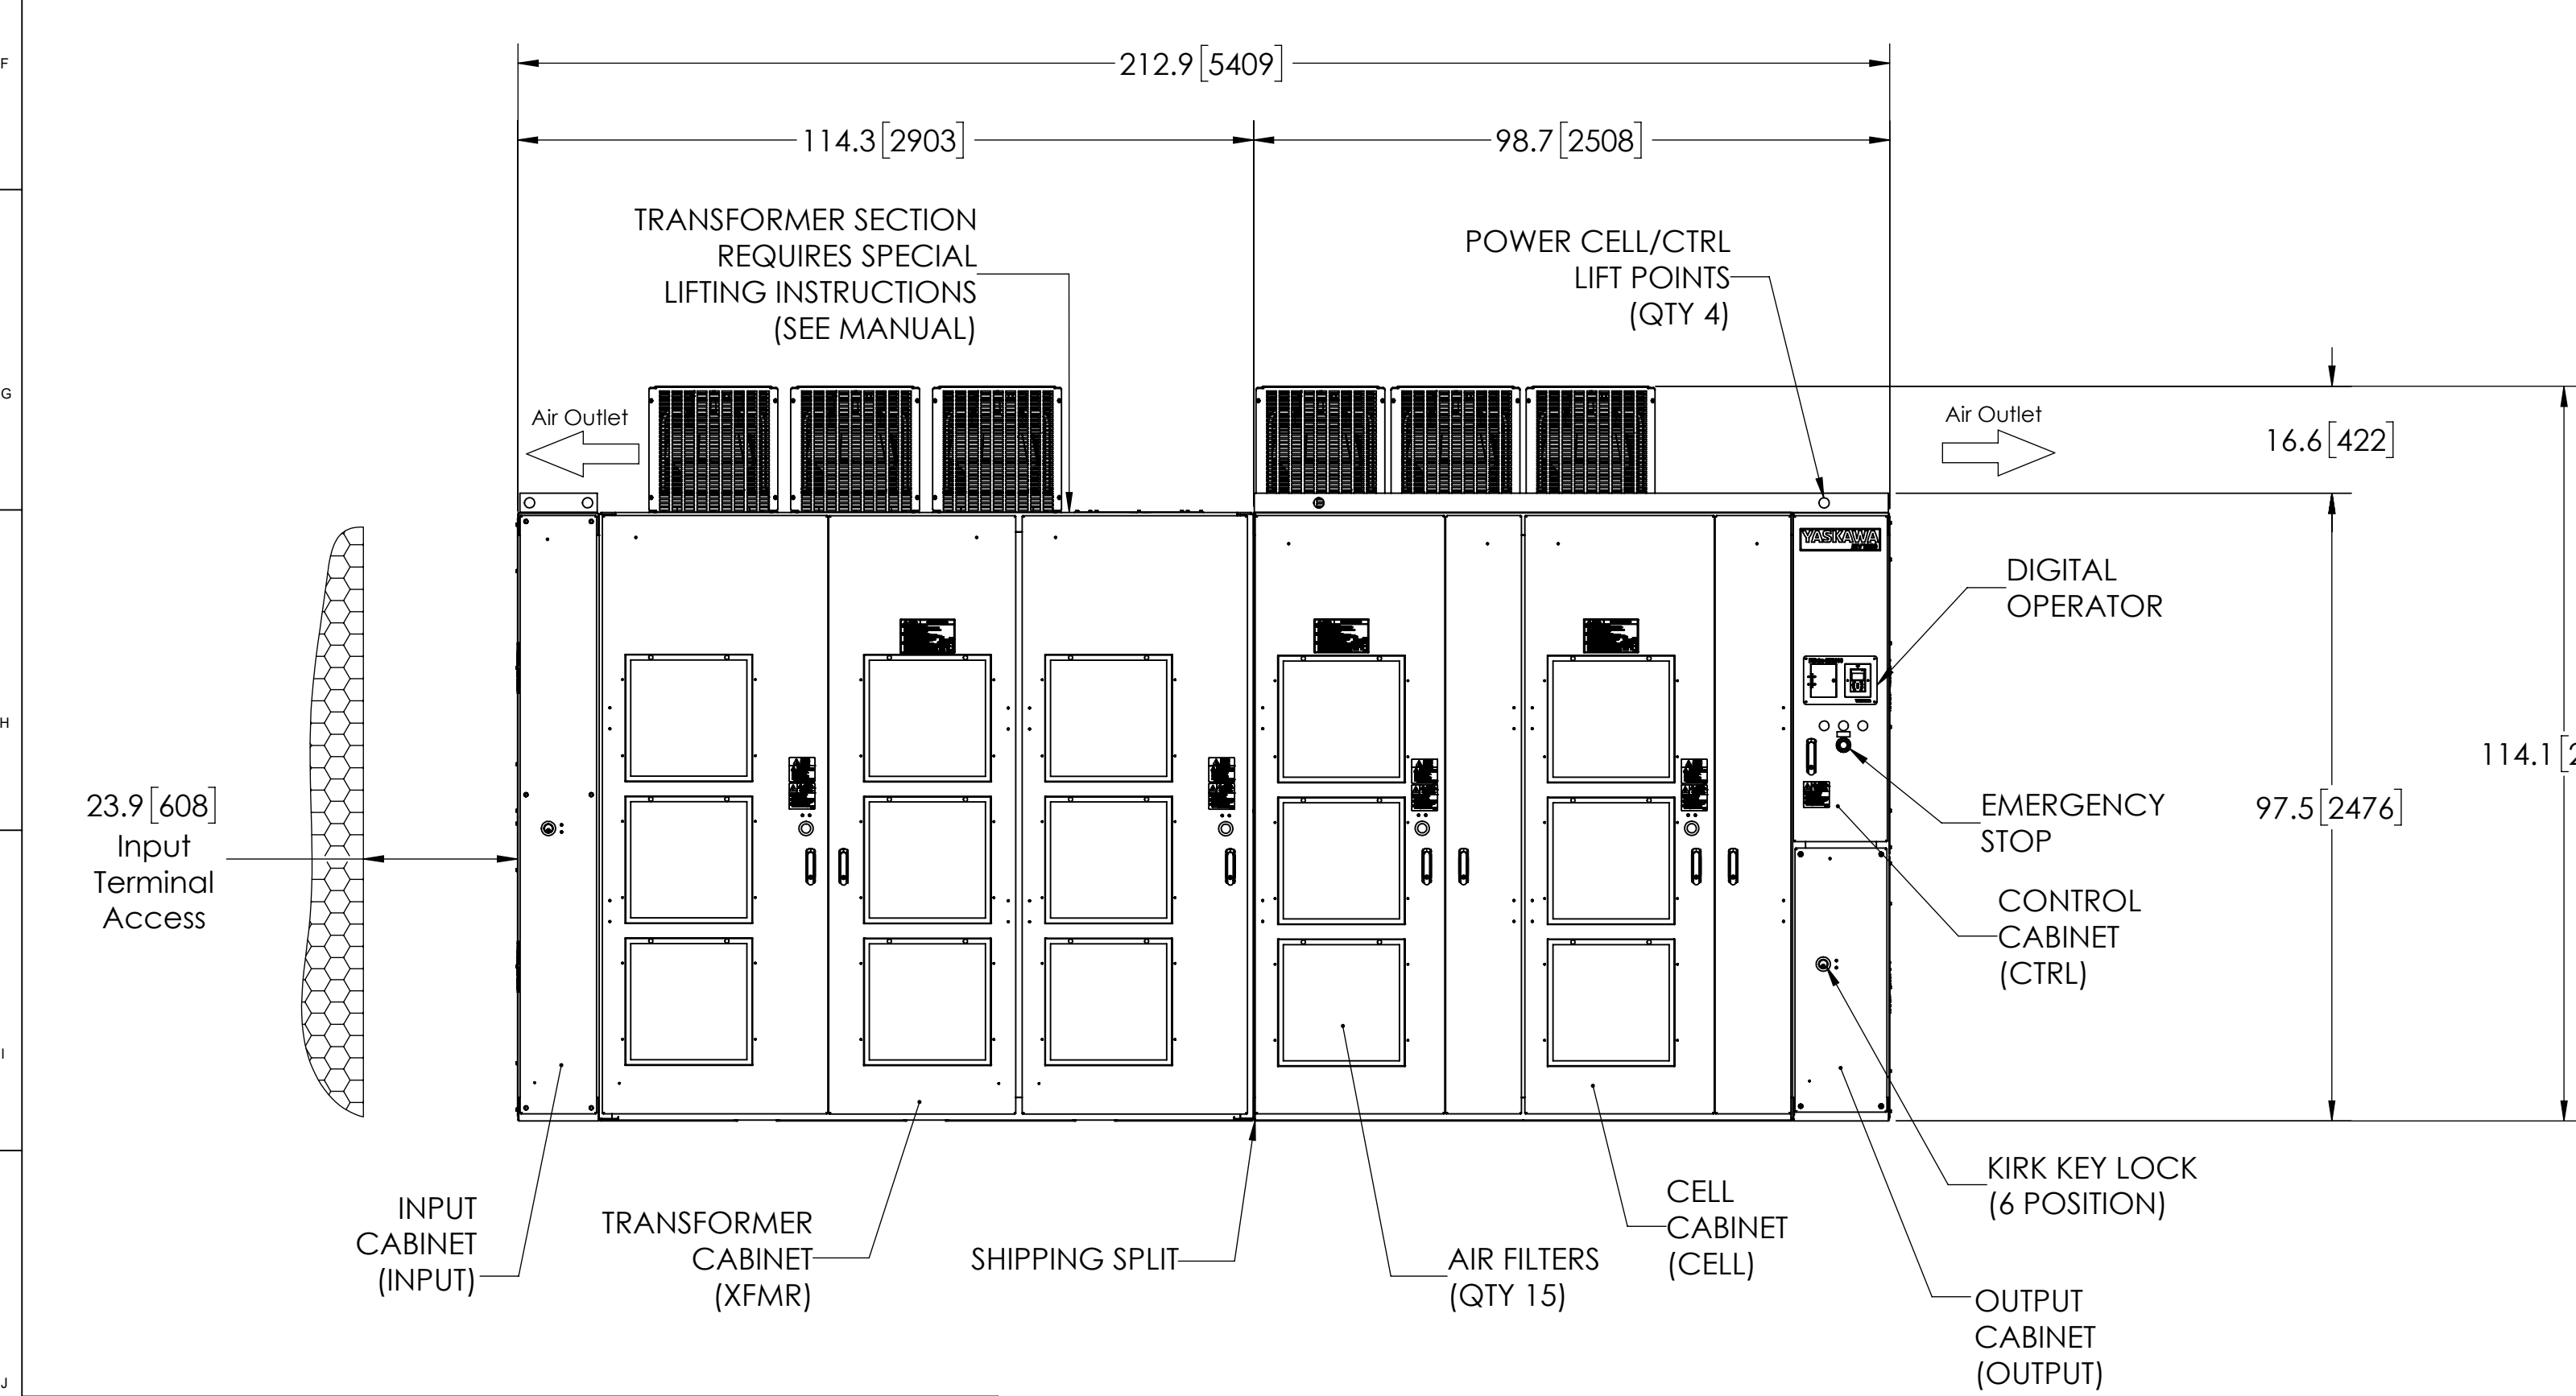 F
212.9[5409]
114.3[2903]
98.7[2508]
TRANSFORMER SECTION
REQUIRES SPECIAL
LIFTING INSTRUCTIONS
(SEE MANUAL)
POWER CELL/CTRL
LIFT POINTS
(QTY 4)
G
Air Outlet
Air Outlet
16.6[422]
YASKAWA
DIGITAL
OPERATOR
H
114.1[2
23.9[608]
Input
Terminal
Access
EMERGENCY
STOP
97.5[2476]
CONTROL
CABINET
(CTRL)
I
KIRK KEY LOCK
(6 POSITION)
INPUT
CABINET
(INPUT)
TRANSFORMER
CABINET
(XFMR)
SHIPPING SPLIT
AIR FILTERS
(QTY 15)
CELL
CABINET
(CELL)
OUTPUT
CABINET
(OUTPUT)
J